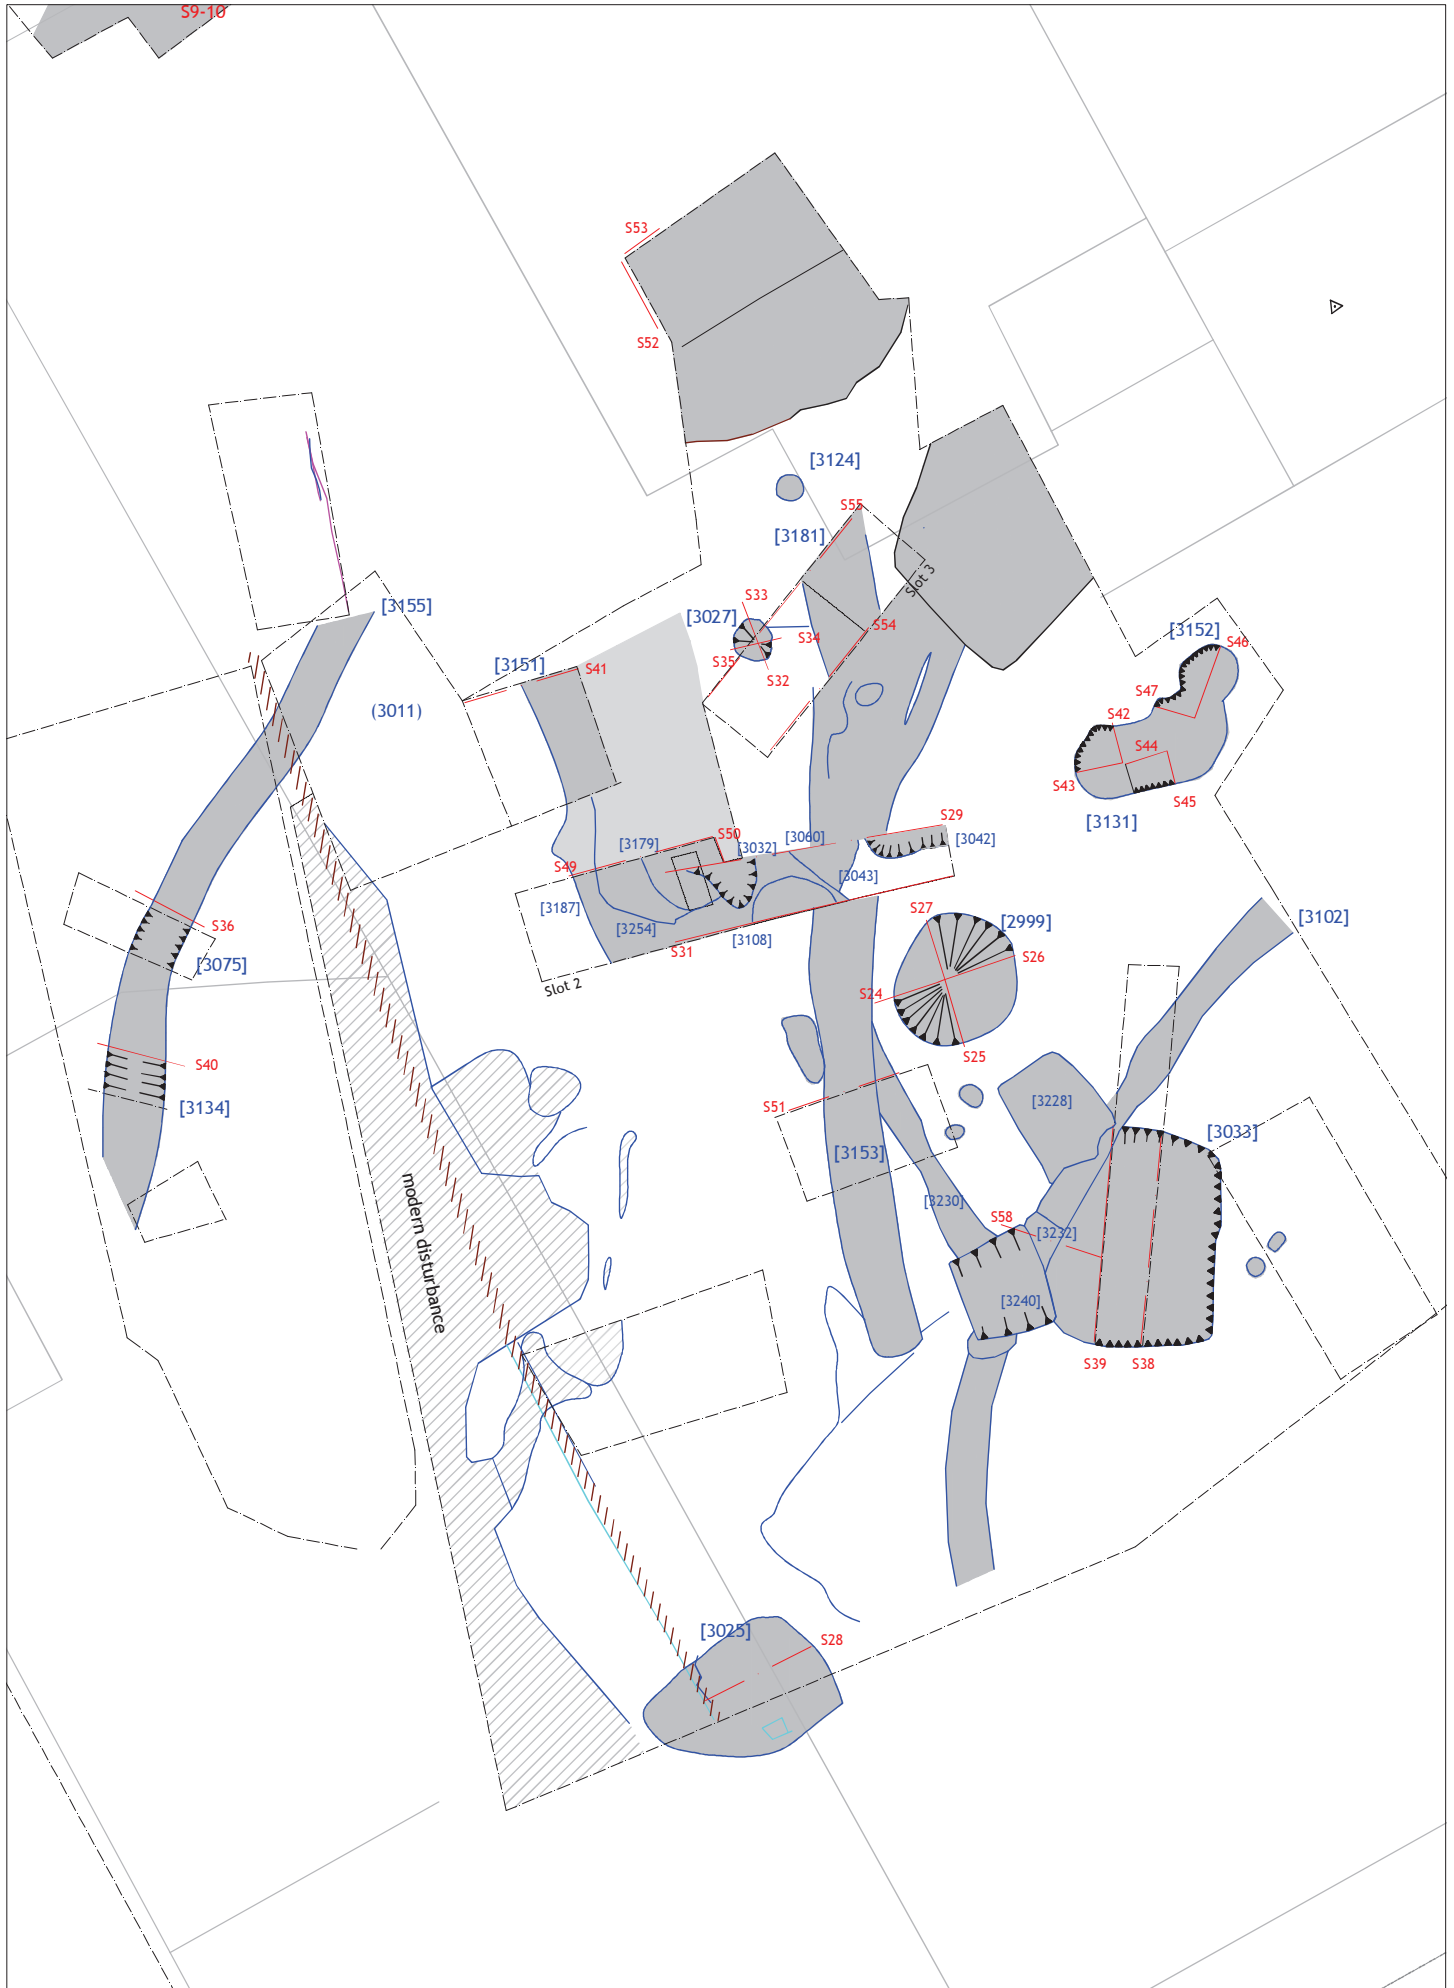 S9-10
S53
S52
[3124]
S55
[3181]
Slot 3
S33
[3155]
[3027]
S54
S34
[3152]
S46
[3151]
S41
S35
S32
S47
(3011)
S42
S44
S43
S45
[3131]
S29
S50
[3060]
[3042]
[3179]
[3032]
S49
[3043]
[3187]
S27
[2999]
[3102]
S36
[3254]
[3108]
S31
S26
[3075]
Slot 2
S24
S25
S40
[3134]
S51
[3228]
[3033]
[3153]
[3230]
S58
[3232]
modern disturbance
[3240]
S39
S38
[3025]
S28